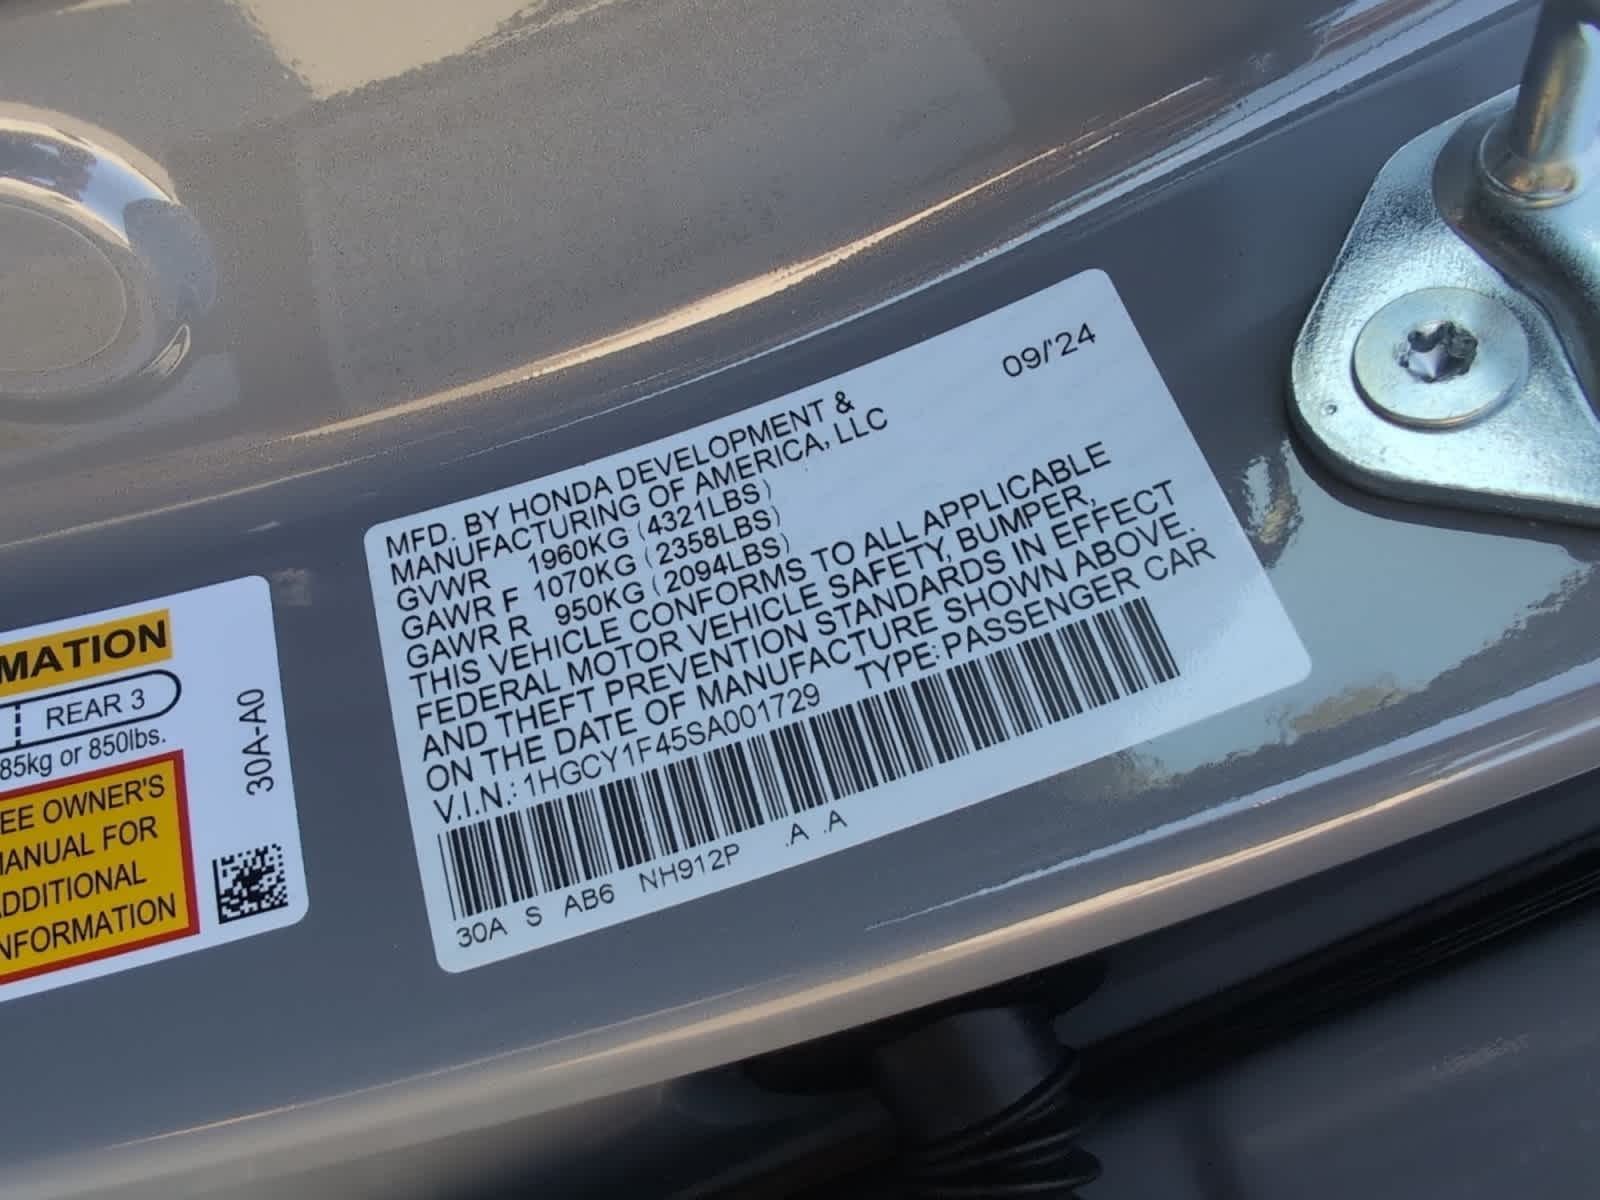 MFD. BY HONDA DEVELOPMENT &
MANUFACTURING OF AMERICA, LLC
09/'24
GVWR 1960KG (4321LBS)
GAWR F 1070KG (2358LBS)
GAWR R 950KG (2094LBS)
THIS VEHICLE CONFORMS TO ALL APPLICABLE
FEDERAL MOTOR VEHICLE SAFETY, BUMPER,
AND THEFT PREVENTION STANDARDS IN EFFECT
ON THE DATE OF MANUFACTURE SHOWN ABOVE.
V.I.N.: 1HGCY1F45SA001729 TYPE: PASSENGER CAR
30A S AB6 NH912P .A .A
MATION
REAR 3
85kg or 850lbs.
EE OWNER'S
MANUAL FOR
ADDITIONAL
INFORMATION
30A-A0